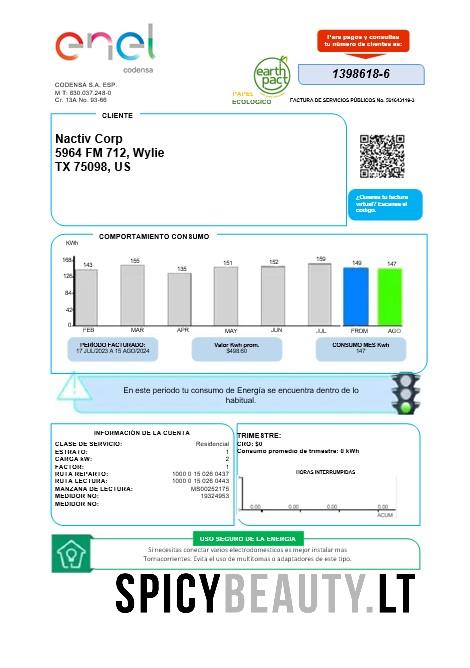 enel
codensa
CODENSA S.A. ESP.
M T: 830.037.248-0
Cr. 13A No. 93-66
earth
pact
PAPEL
ECOLÓGICO
Para pagos y consultas
tu número de clientes es:
1398618-6
FACTURA DE SERVICIOS PÚBLICOS No.
CLIENTE
Nactiv Corp
5964 FM 712, Wylie
TX 75098, US
¿Quieres tu factura
virtual? Escanea el
código.
COMPORTAMIENTO CONSUMO
KWh
168
126
84
42
0
143 155 135 151 152 159 149 147
FEB MAR APR MAY JUN JUL FROM AGO
PERÍODO FACTURADO:
17 JUL/2023 A 15 AGO/2024
Valor Kwh prom.
$498.60
CONSUMO MES Kwh
147
En este periodo tu consumo de Energía se encuentra dentro de lo
habitual.
INFORMACIÓN DE LA CUENTA
CLASE DE SERVICIO: Residencial
ESTRATO: 1
CARGA kW: 2
FACTOR: 1
RUTA REPARTO: 1000 0 15 026 0437
RUTA LECTURA: 1000 0 15 026 0443
MANZANA DE LECTURA: MS00252175
MEDIDOR NO: 19324953
MEDIDOR NO:
TRIMESTRE:
CRO: $0
Consumo promedio de trimestre: 0 kWh
HORAS INTERRUMPIDAS
0.00 0.00 0.00 0.00
ACUM
USO SEGURO DE LA ENERGÍA
Si necesitas conectar varios electrodomesticos es mejor instalar mas
Tomacorrientes. Evita el uso de multitomas o adaptadores de este tipo.
SPICYBEAUTY.LT